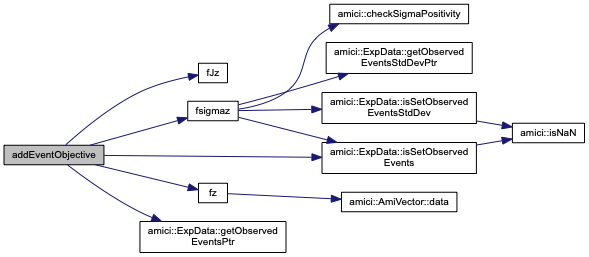 amici::checkSigmaPositivity
amici::ExpData::getObserved
EventsStdDevPtr
fJz
fsigmaz
amici::ExpData::isSetObserved
EventsStdDev
amici::isNaN
addEventObjective
amici::ExpData::isSetObserved
Events
fz
amici::AmiVector::data
amici::ExpData::getObserved
EventsPtr